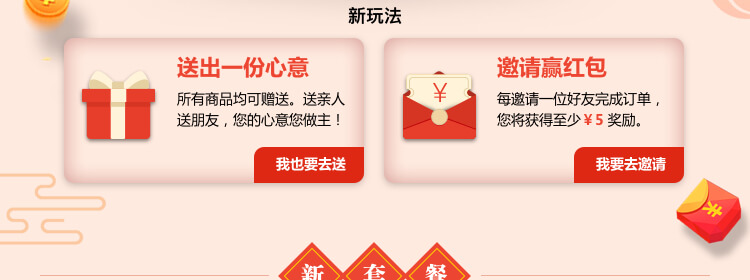 新玩法
送出一份心意
所有商品均可赠送。送亲人
送朋友，您的心意您做主！
我也要去送
邀请赢红包
¥
每邀请一位好友完成订单，
您将获得至少¥5 奖励。
我要去邀请
¥
新套餐